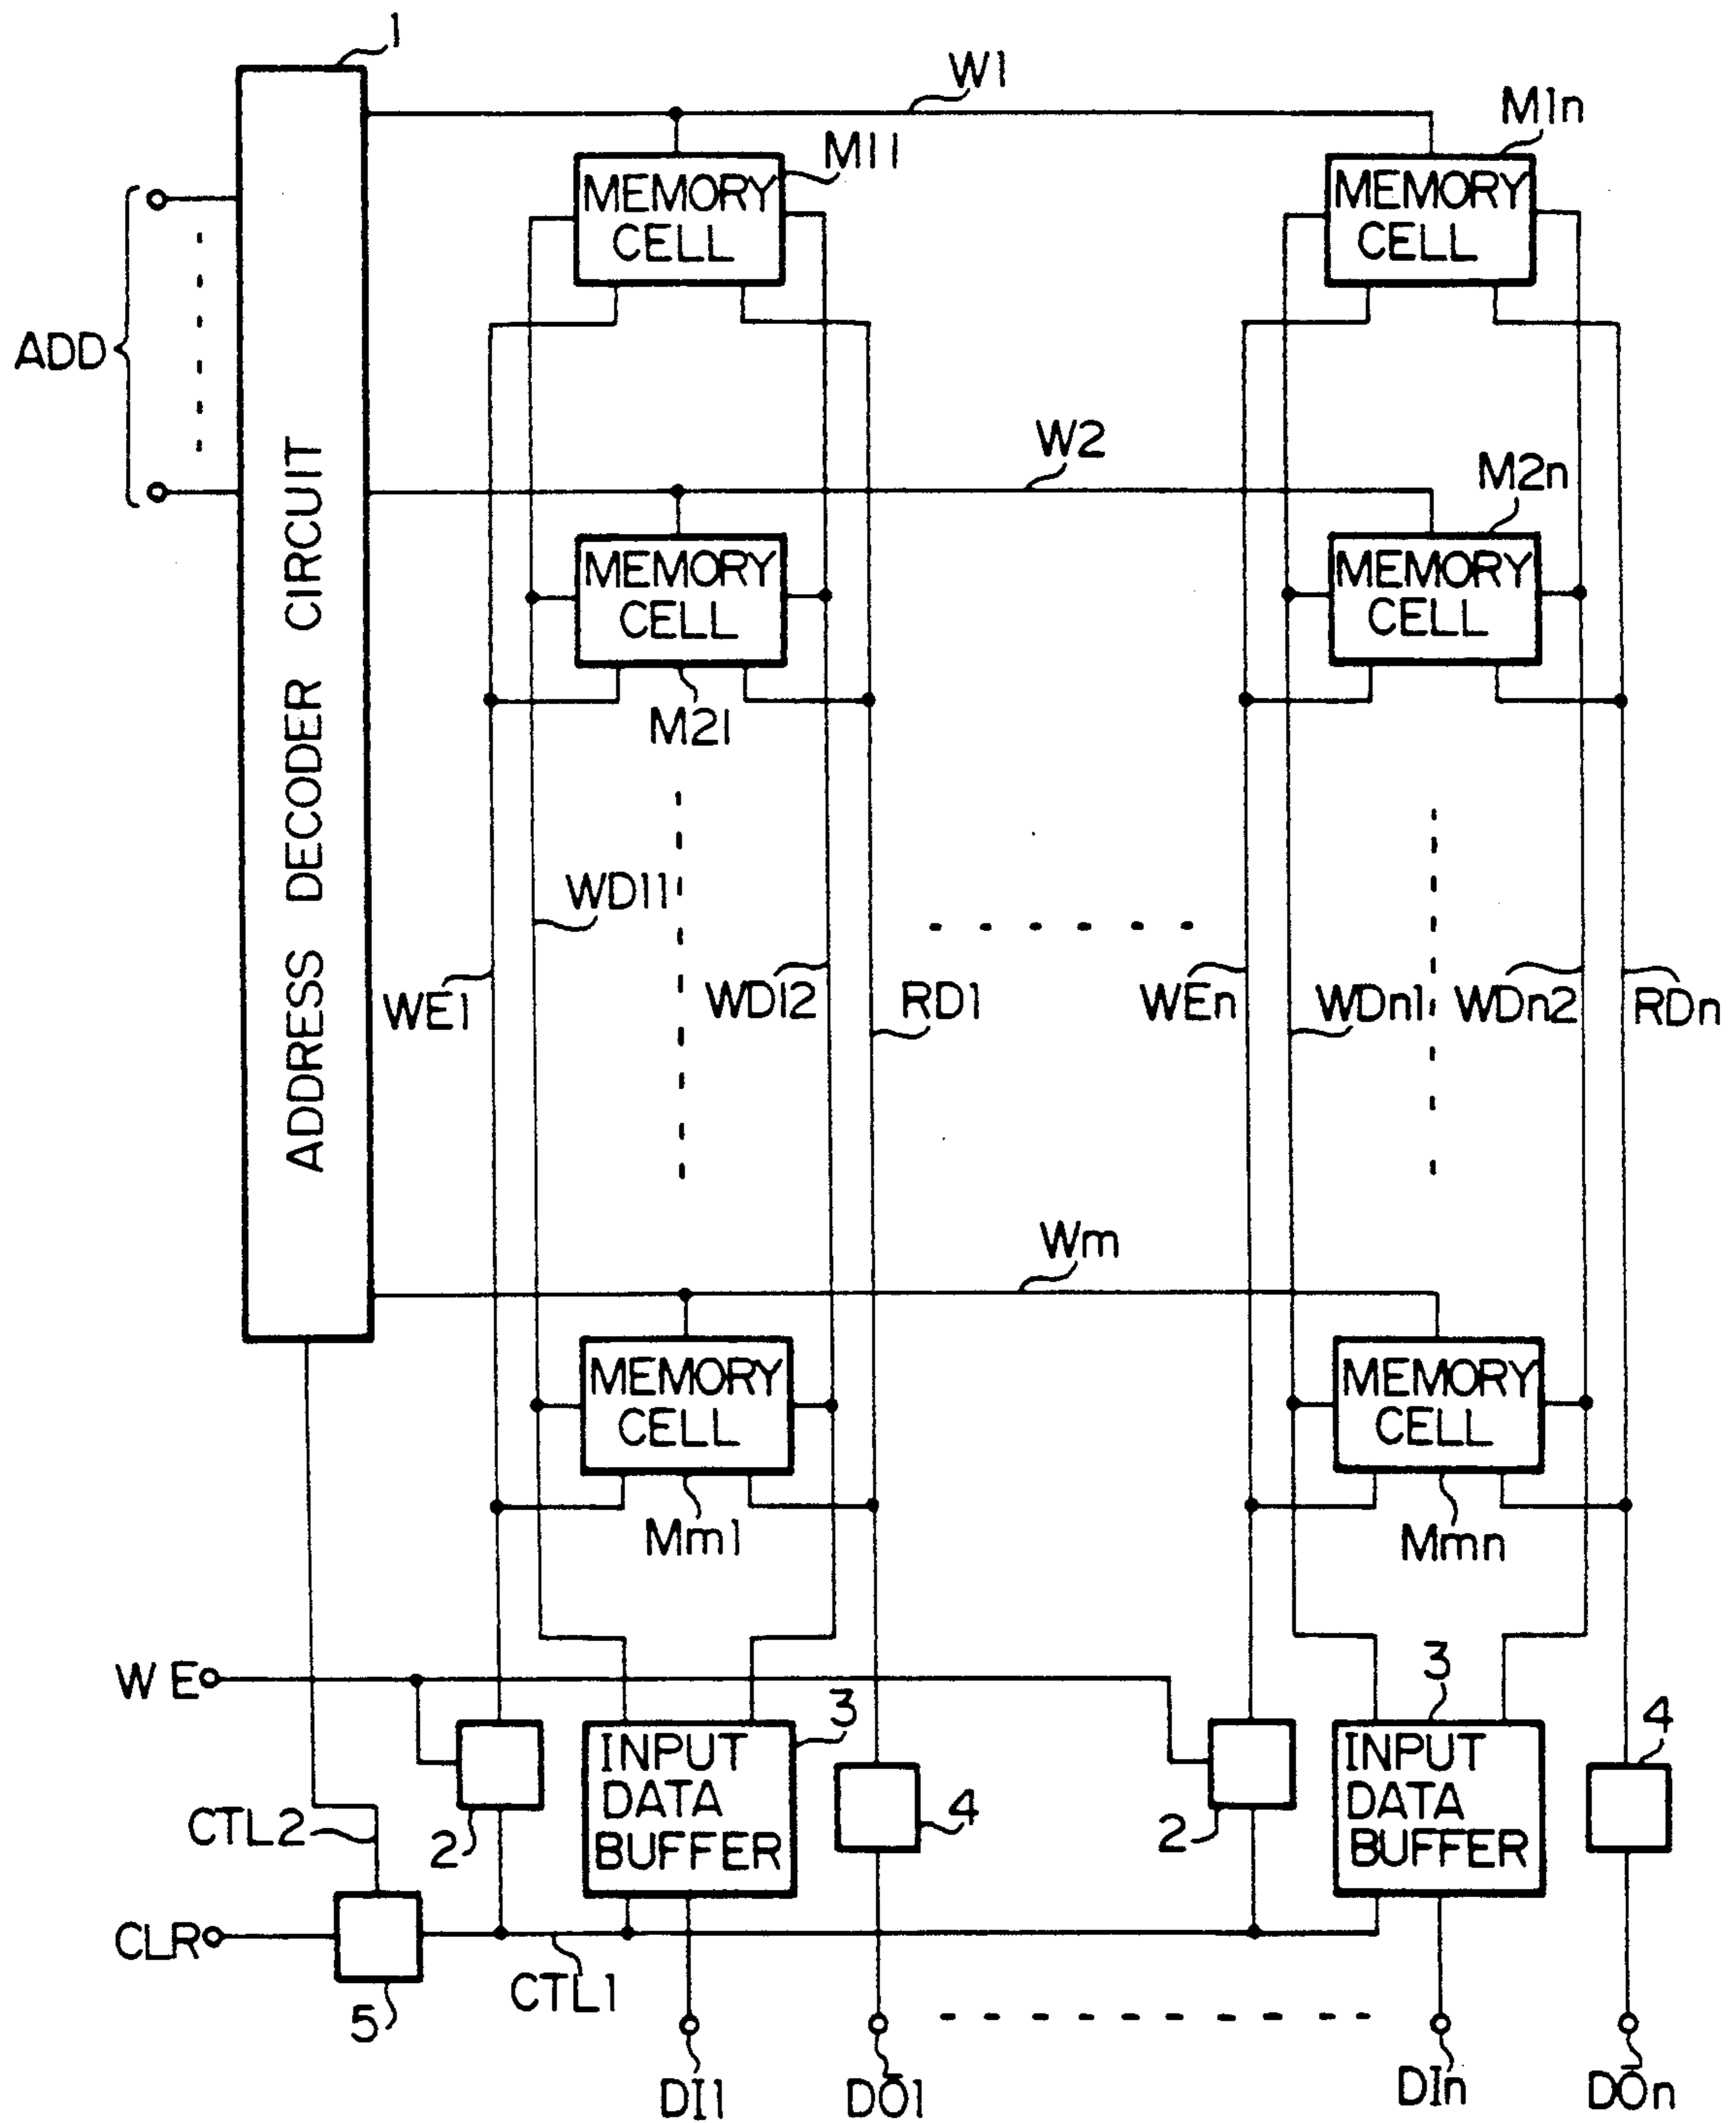 1
W1
M11
M1n
MEMORY
CELL
MEMORY
CELL
ADD
W2
M2n
MEMORY
CELL
MEMORY
CELL
M21
ADDRESS DECODER CIRCUIT
WD11
WE1
WD12
RD1
WEn
WDn1
WDn2
RDn
Wm
MEMORY
CELL
MEMORY
CELL
Mm1
Mmn
WE
3
3
4
INPUT
DATA
BUFFER
INPUT
DATA
BUFFER
CTL2
2
4
2
CLR
CTL1
5
DI1
DO1
DIn
DOn